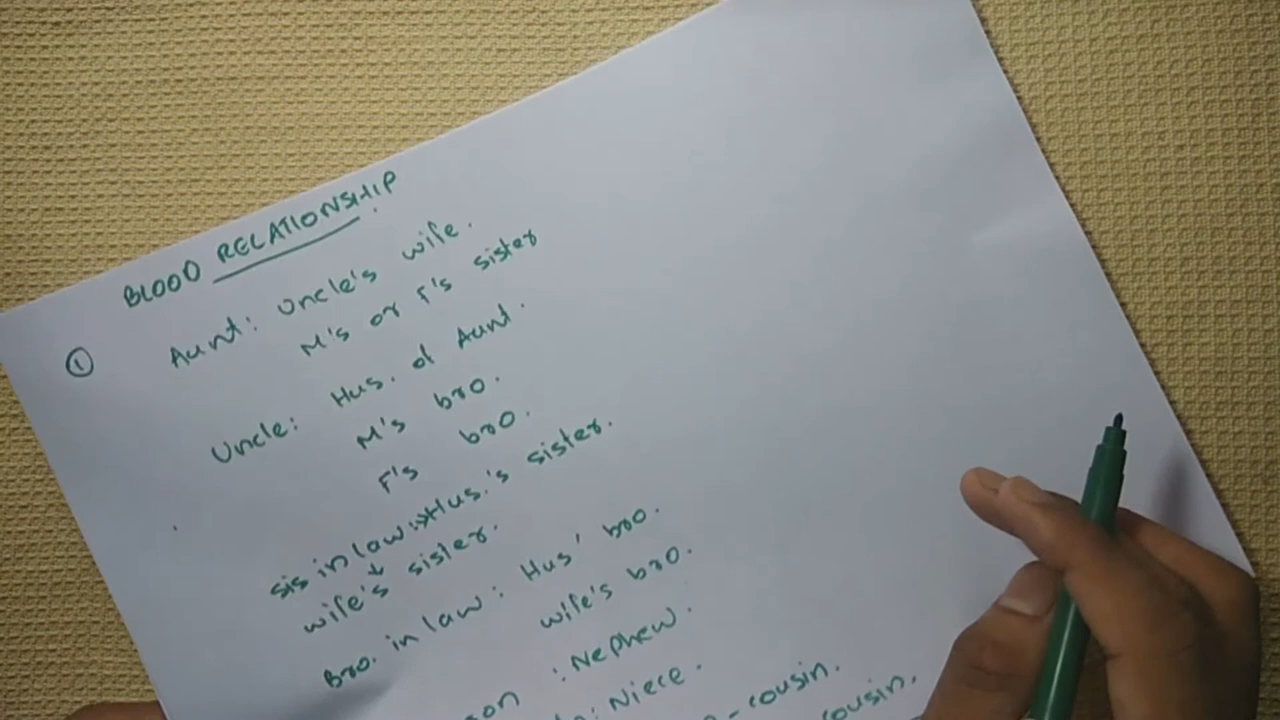 BLOOD RELATIONSHIP.
① Aunt: Uncle's wife.
M's or F's sister
Uncle: Hus. of Aunt.
M's bro.
F's bro.
sis in law → Hus.'s sister.
↓
wife's sister.
Bro. in law: Hus' bro.
wife's bro.
son : Nephew.
: Niece.
- cousin.
cousin.